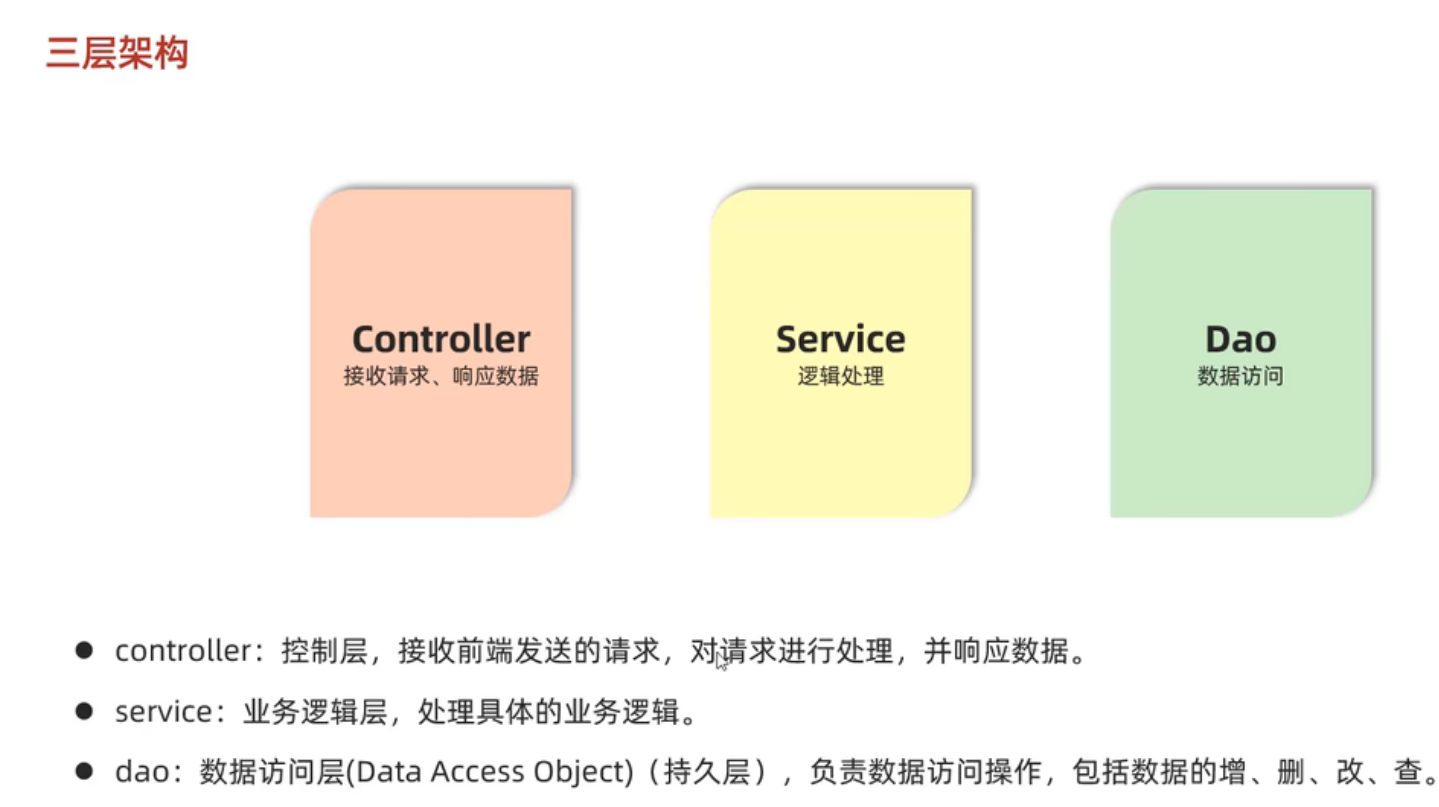 三层架构
Controller
接收请求、响应数据
Service
逻辑处理
Dao
数据访问
● controller：控制层，接收前端发送的请求，对请求进行处理，并响应数据。
● service：业务逻辑层，处理具体的业务逻辑。
● dao：数据访问层(Data Access Object)（持久层），负责数据访问操作，包括数据的增、删、改、查。